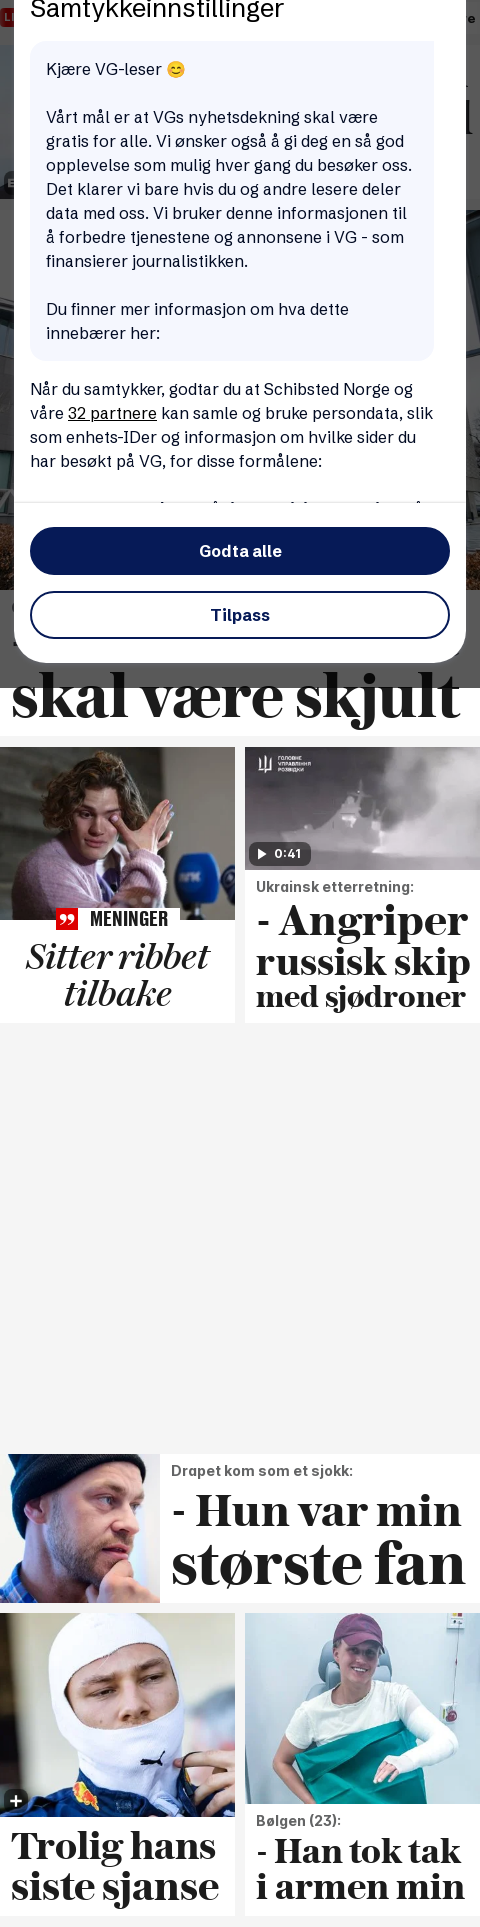 Samtykkeinnstillinger
Kjære VG-leser 😊
Vårt mål er at VGs nyhetsdekning skal være
gratis for alle. Vi ønsker også å gi deg en så god
opplevelse som mulig hver gang du besøker oss.
Det klarer vi bare hvis du og andre lesere deler
data med oss. Vi bruker denne informasjonen til
å forbedre tjenestene og annonsene i VG - som
finansierer journalistikken.
Du finner mer informasjon om hva dette
innebærer her:
Når du samtykker, godtar du at Schibsted Norge og
våre 32 partnere kan samle og bruke persondata, slik
som enhets-IDer og informasjon om hvilke sider du
har besøkt på VG, for disse formålene:
Godta alle
Tilpass
skal være skjult
MENINGER
Sitter ribbet
tilbake
ГОЛОВНЕ
УПРАВЛІННЯ
РОЗВІДКИ
0:41
Ukrainsk etterretning:
- Angriper
russisk skip
med sjødroner
Drapet kom som et sjokk:
- Hun var min
største fan
Trolig hans
siste sjanse
Bølgen (23):
- Han tok tak
i armen min